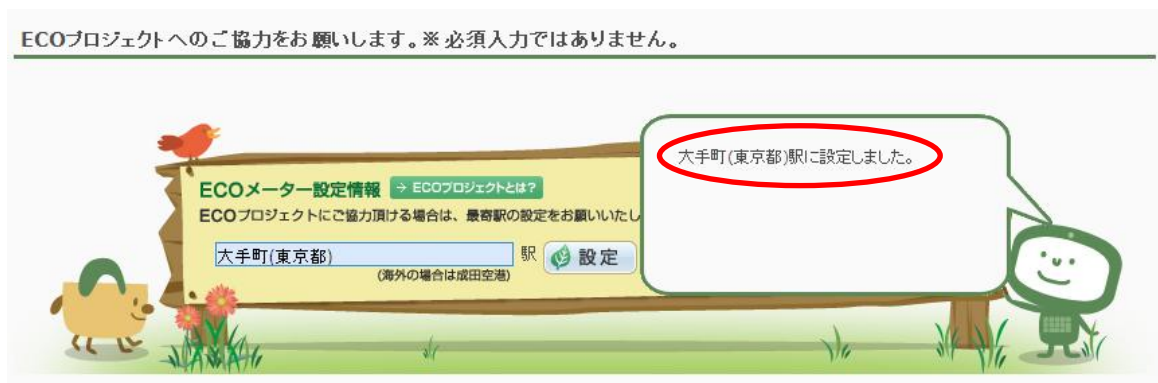 ECOプロジェクトへのご協力をお願いします。※必須入力ではありません。
大手町(東京都)駅に設定しました。
ECOメーター設定情報 → ECOプロジェクトとは?
ECOプロジェクトにご協力頂ける場合は、最寄駅の設定をお願いいたし
大手町(東京都) 駅 設定
(海外の場合は成田空港)